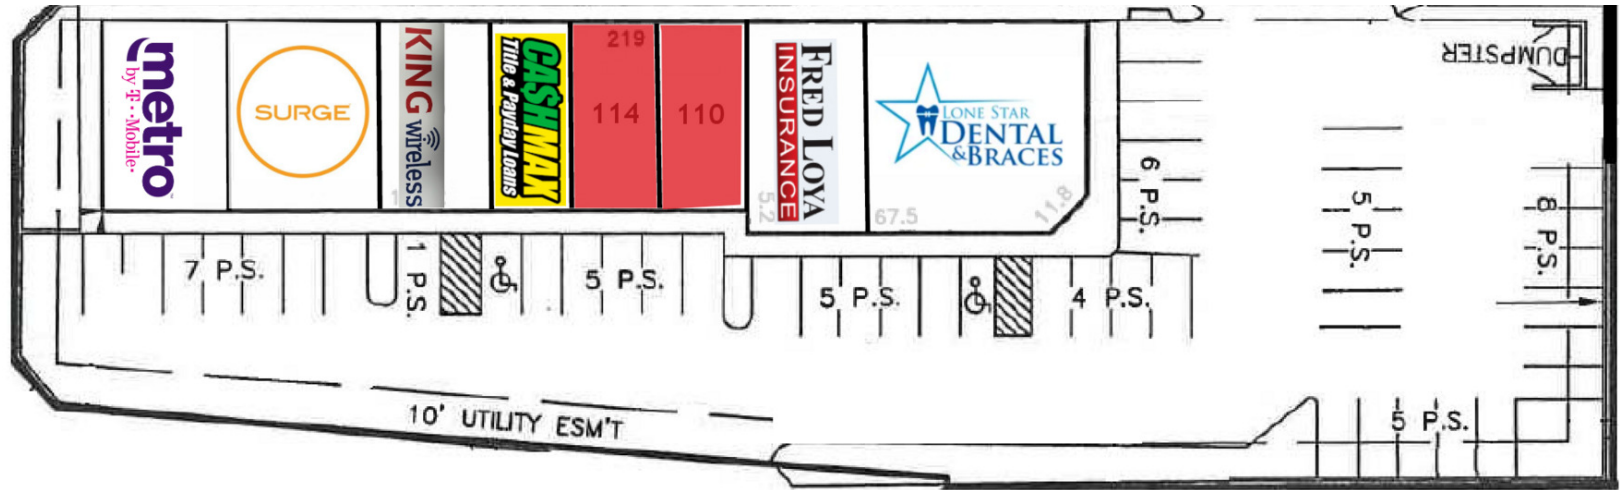 metro
by T-Mobile
SURGE
KING wireless
CASHMAX
Title & Payday Loans
219
114
110
FRED LOYA
INSURANCE
LONE STAR
DENTAL
& BRACES
5.2
67.5
11.8
DUMPSTER
7 P.S.
1 P.S.
5 P.S.
5 P.S.
4 P.S.
6 P.S.
5 P.S.
8 P.S.
5 P.S.
10' UTILITY ESM'T